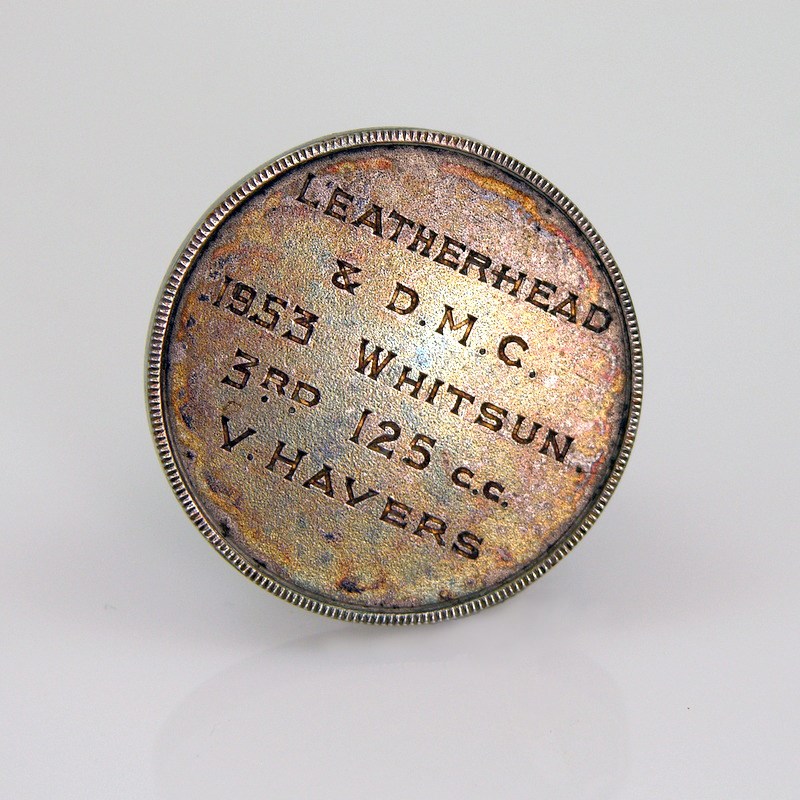 LEATHERHEAD
& D.M.C.
1953 WHITSUN.
3RD 125 C.C.
V. HAVERS